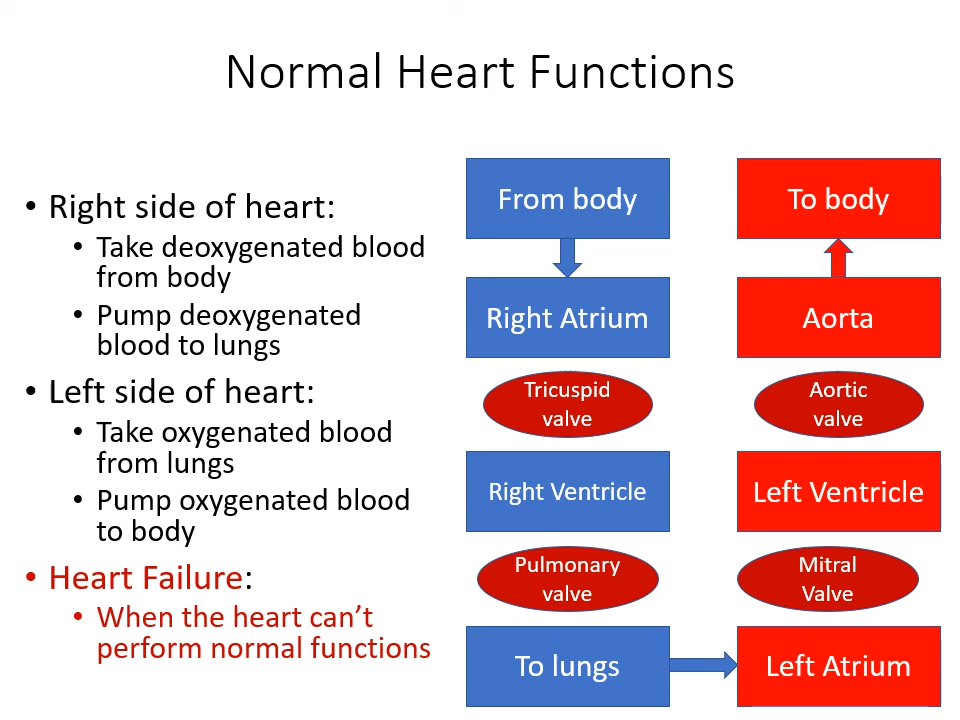 Normal Heart Functions
• Right side of heart:
• Take deoxygenated blood
from body
• Pump deoxygenated
blood to lungs
• Left side of heart:
• Take oxygenated blood
from lungs
• Pump oxygenated blood
to body
• Heart Failure:
• When the heart can’t
perform normal functions
From body
Right Atrium
Tricuspid
valve
Right Ventricle
Pulmonary
valve
To lungs
To body
Aorta
Aortic
valve
Left Ventricle
Mitral
Valve
Left Atrium